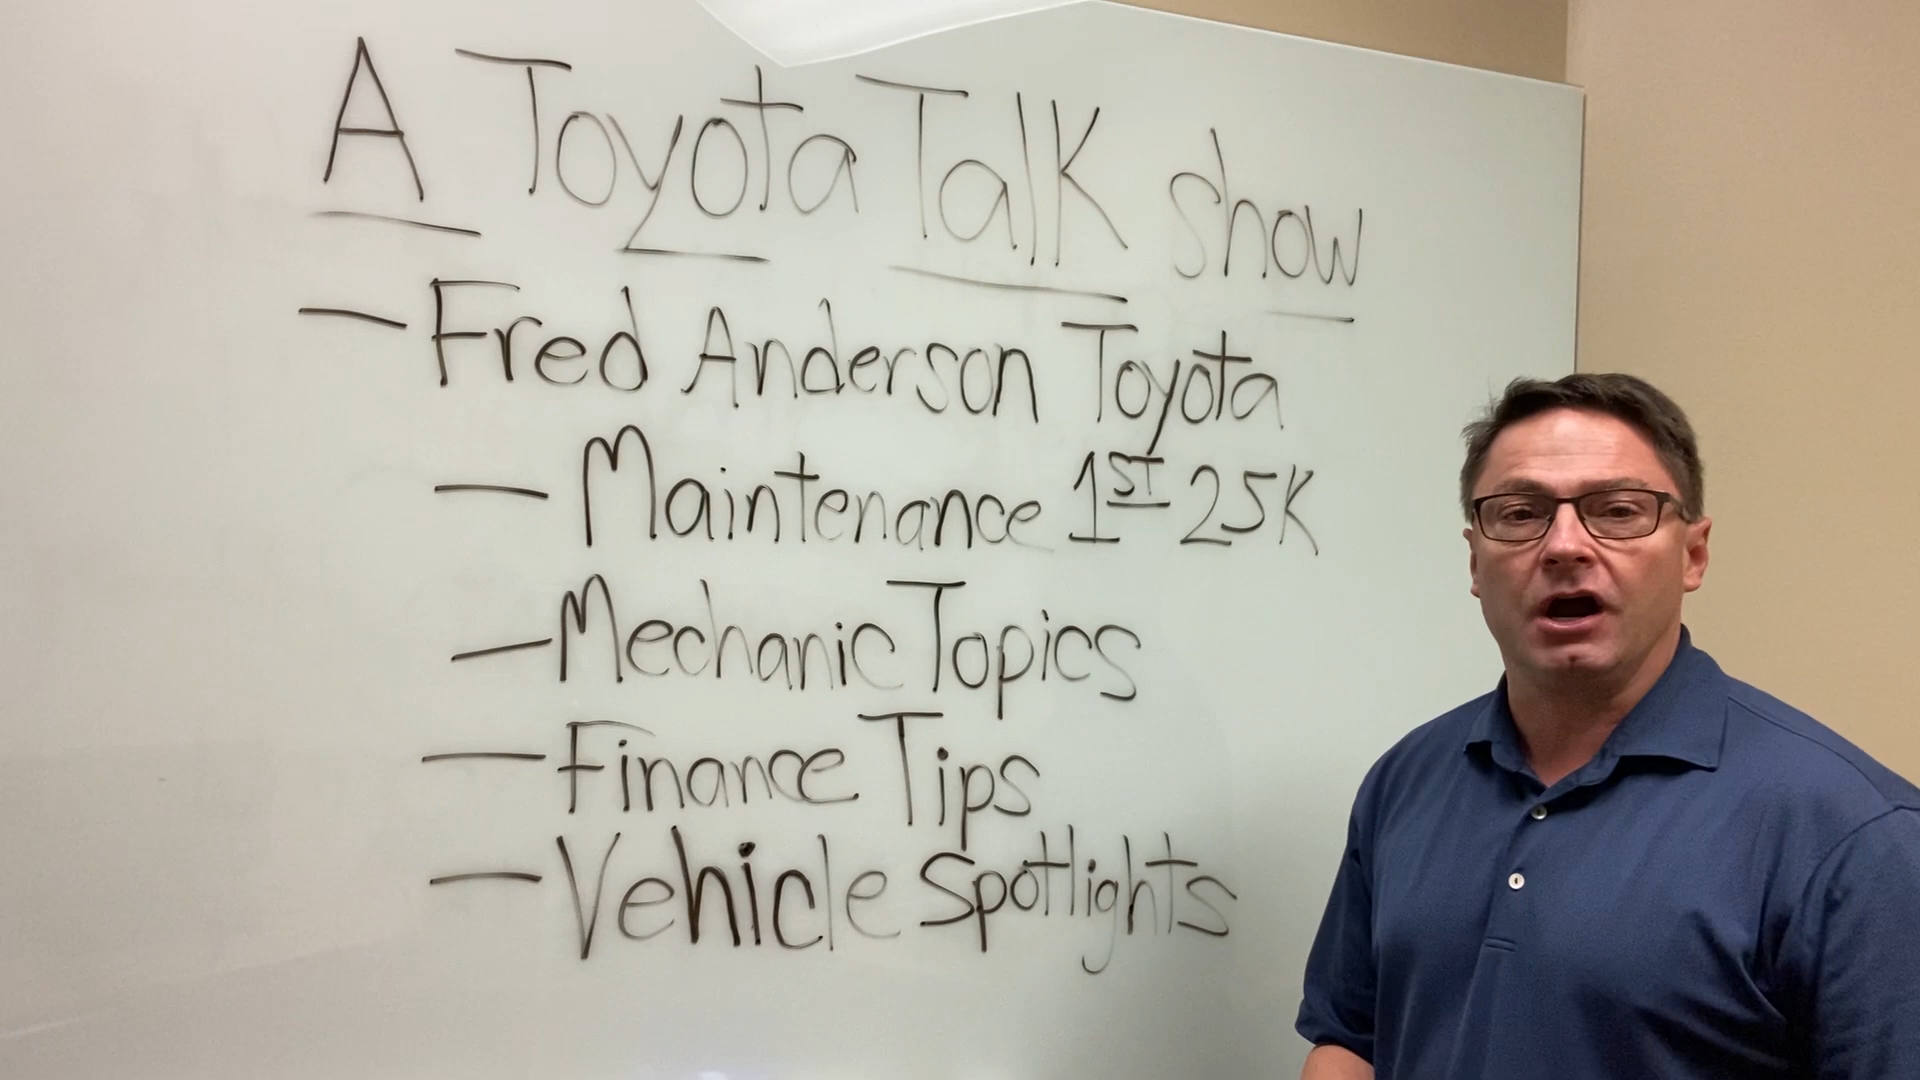 A Toyota Talk show
- Fred Anderson Toyota
- Maintenance 1ST 25K
- Mechanic Topics
- Finance Tips
- Vehicle Spotlights